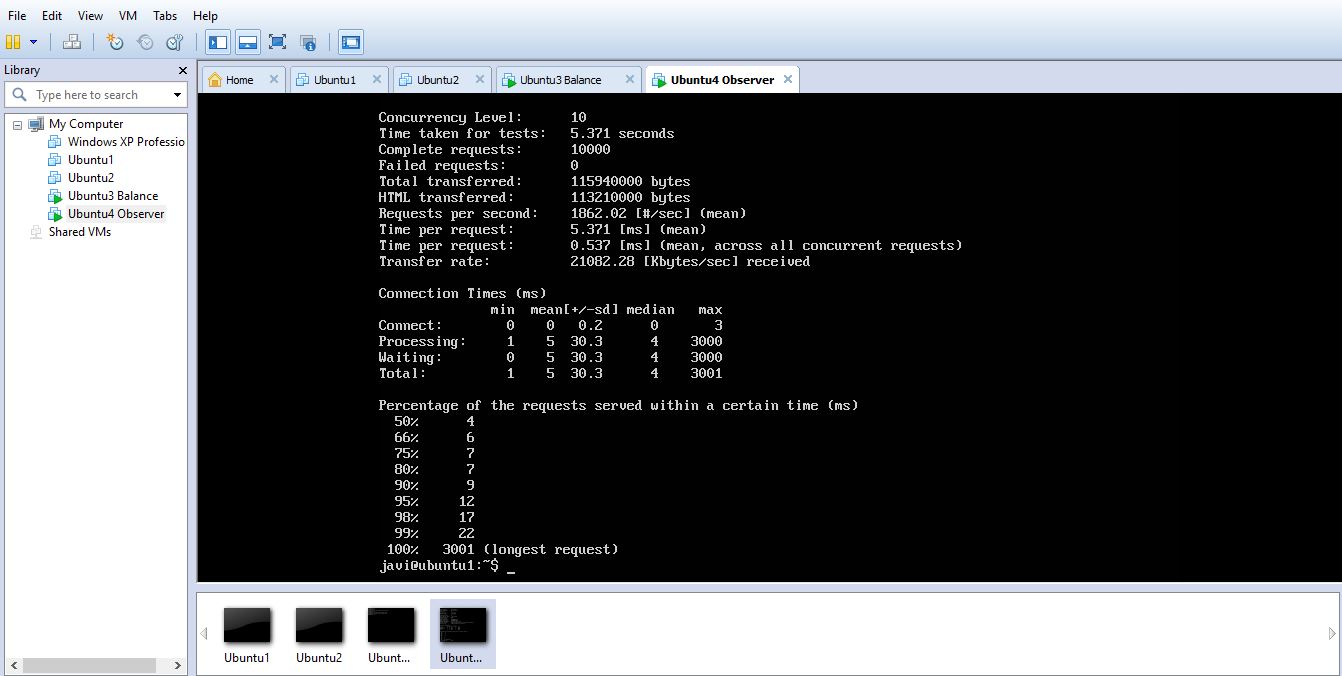 File Edit View VM Tabs Help
Library
Type here to search
My Computer
Windows XP Professio
Ubuntu1
Ubuntu2
Ubuntu3 Balance
Ubuntu4 Observer
Shared VMs
Home Ubuntu1 Ubuntu2 Ubuntu3 Balance Ubuntu4 Observer
Concurrency Level: 10
Time taken for tests: 5.371 seconds
Complete requests: 10000
Failed requests: 0
Total transferred: 115940000 bytes
HTML transferred: 113210000 bytes
Requests per second: 1862.02 [#/sec] (mean)
Time per request: 5.371 [ms] (mean)
Time per request: 0.537 [ms] (mean, across all concurrent requests)
Transfer rate: 21082.28 [Kbytes/sec] received
Connection Times (ms)
min mean[+/-sd] median max
Connect: 0 0 0.2 0 3
Processing: 1 5 30.3 4 3000
Waiting: 0 5 30.3 4 3000
Total: 1 5 30.3 4 3001
Percentage of the requests served within a certain time (ms)
50% 4
66% 6
75% 7
80% 7
90% 9
95% 12
98% 17
99% 22
100% 3001 (longest request)
javi@ubuntu1:~$ _
Ubuntu1 Ubuntu2 Ubunt... Ubunt...